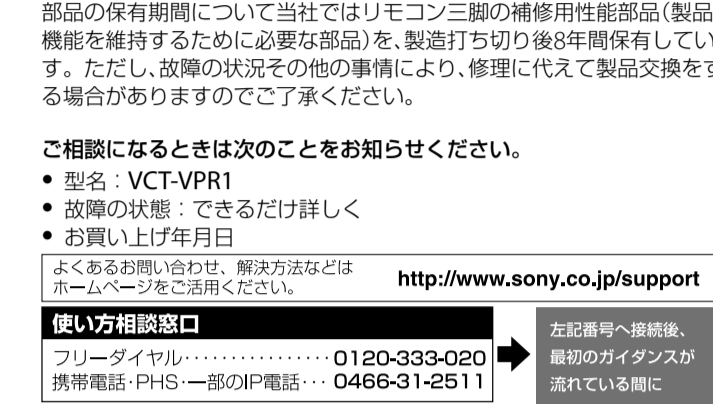 部品の保有期間について当社ではリモコン三脚の補修用性能部品（製品
機能を維持するために必要な部品）を、製造打ち切り後8年間保有してい
す。ただし、故障の状況その他の事情により、修理に代えて製品交換をす
る場合がありますのでご了承ください。
ご相談になるときは次のことをお知らせください。
• 型名：VCT-VPR1
• 故障の状態：できるだけ詳しく
• お買い上げ年月日
よくあるお問い合わせ、解決方法などは
ホームページをご活用ください。
http://www.sony.co.jp/support
使い方相談窓口
フリーダイヤル················0120-333-020
携帯電話·PHS·一部のIP電話···0466-31-2511
左記番号へ接続後、
最初のガイダンスが
流れている間に